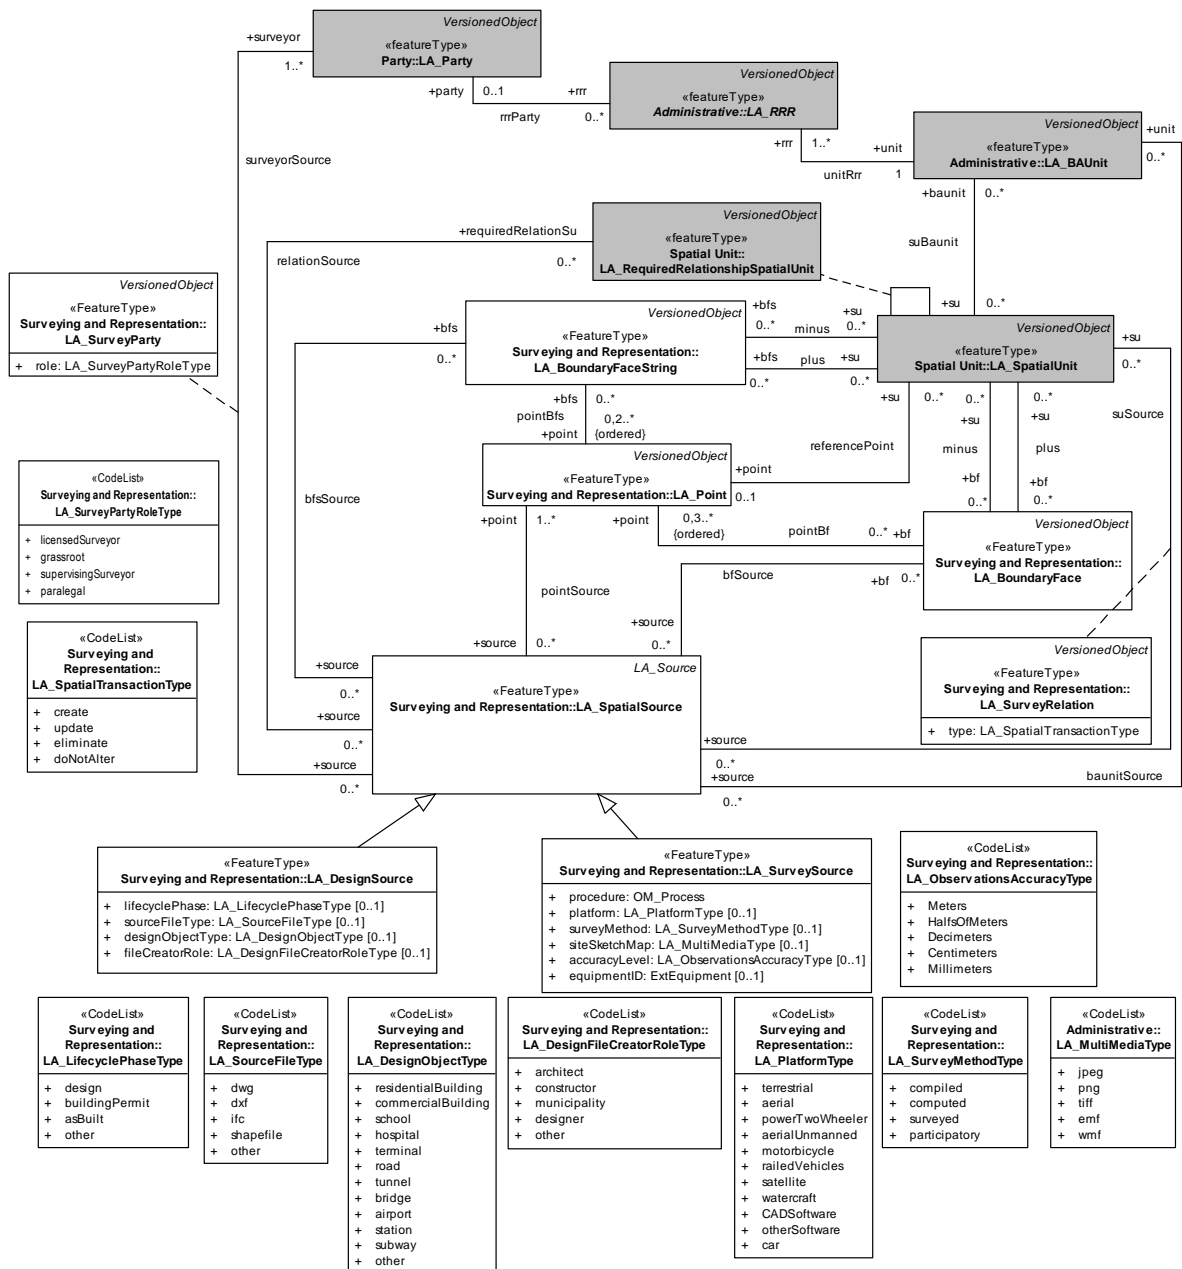 VersionedObject
«featureType»
Party::LA_Party
+surveyor
1..*
+party
0..1
+rrr
rrrParty
0..*
surveyorSource
VersionedObject
«featureType»
Administrative::LA_RRR
+rrr
1..*
+unit
unitRrr
1
VersionedObject
«featureType»
Administrative::LA_BAUnit
+unit
0..*
+baunit
0..*
suBaunit
+su
0..*
VersionedObject
«featureType»
Spatial Unit::
LA_RequiredRelationshipSpatialUnit
+requiredRelationSu
0..*
relationSource
VersionedObject
«FeatureType»
Surveying and Representation::
LA_SurveyParty
+ role: LA_SurveyPartyRoleType
VersionedObject
«FeatureType»
Surveying and Representation::
LA_BoundaryFaceString
+bfs
0..*
+bfs
0..*
minus
+su
0..*
+bfs
0..*
plus
+su
0..*
VersionedObject
«featureType»
Spatial Unit::LA_SpatialUnit
+su
0..*
suSource
+su
0..*
referencePoint
+point
0..1
0..*
+su
minus
+bf
0..*
0..*
+su
plus
+bf
0..*
+bfs
0..*
pointBfs
0,2..*
+point
{ordered}
VersionedObject
«FeatureType»
Surveying and Representation::LA_Point
+point
1..*
+point
0,3..*
{ordered}
pointBf
0..*
+bf
VersionedObject
«FeatureType»
Surveying and Representation::
LA_BoundaryFace
bfSource
+bf
0..*
+source
0..*
pointSource
+source
0..*
bfsSource
«CodeList»
Surveying and Representation::
LA_SurveyPartyRoleType
+ licensedSurveyor
+ grassroot
+ supervisingSurveyor
+ paralegal
«CodeList»
Surveying and
Representation::
LA_SpatialTransactionType
+ create
+ update
+ eliminate
+ doNotAlter
+source
0..*
+source
0..*
+source
0..*
LA_Source
«FeatureType»
Surveying and Representation::LA_SpatialSource
VersionedObject
«FeatureType»
Surveying and Representation::
LA_SurveyRelation
+ type: LA_SpatialTransactionType
+source
0..*
+source
0..*
baunitSource
«FeatureType»
Surveying and Representation::LA_DesignSource
+ lifecyclePhase: LA_LifecyclePhaseType [0..1]
+ sourceFileType: LA_SourceFileType [0..1]
+ designObjectType: LA_DesignObjectType [0..1]
+ fileCreatorRole: LA_DesignFileCreatorRoleType [0..1]
«FeatureType»
Surveying and Representation::LA_SurveySource
+ procedure: OM_Process
+ platform: LA_PlatformType [0..1]
+ surveyMethod: LA_SurveyMethodType [0..1]
+ siteSketchMap: LA_MultiMediaType [0..1]
+ accuracyLevel: LA_ObservationsAccuracyType [0..1]
+ equipmentID: ExtEquipment [0..1]
«CodeList»
Surveying and Representation::
LA_ObservationsAccuracyType
+ Meters
+ HalfsOfMeters
+ Decimeters
+ Centimeters
+ Millimeters
«CodeList»
Surveying and
Representation::
LA_LifecyclePhaseType
+ design
+ buildingPermit
+ asBuilt
+ other
«CodeList»
Surveying and
Representation::
LA_SourceFileType
+ dwg
+ dxf
+ ifc
+ shapefile
+ other
«CodeList»
Surveying and
Representation::
LA_DesignObjectType
+ residentialBuilding
+ commercialBuilding
+ school
+ hospital
+ terminal
+ road
+ tunnel
+ bridge
+ airport
+ station
+ subway
+ other
«CodeList»
Surveying and Representation::
LA_DesignFileCreatorRoleType
+ architect
+ constructor
+ municipality
+ designer
+ other
«CodeList»
Surveying and
Representation::
LA_PlatformType
+ terrestrial
+ aerial
+ powerTwoWheeler
+ aerialUnmanned
+ motorbicycle
+ railedVehicles
+ satellite
+ watercraft
+ CADSoftware
+ otherSoftware
+ car
«CodeList»
Surveying and
Representation::
LA_SurveyMethodType
+ compiled
+ computed
+ surveyed
+ participatory
«CodeList»
Administrative::
LA_MultiMediaType
+ jpeg
+ png
+ tiff
+ emf
+ wmf